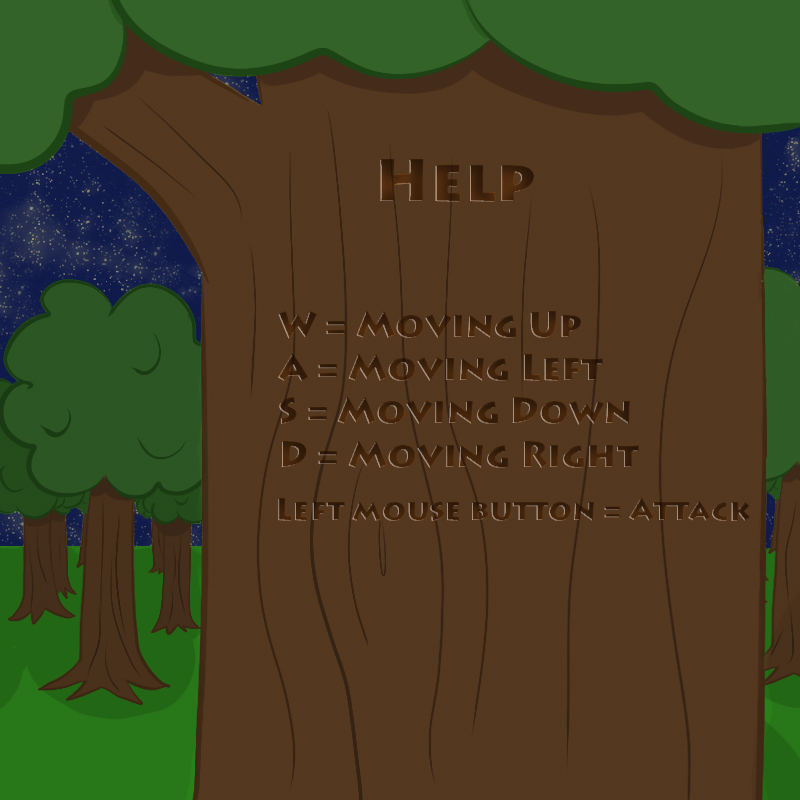 Help
W = Moving Up
A = Moving Left
S = Moving Down
D = Moving Right
Left mouse button = Attack